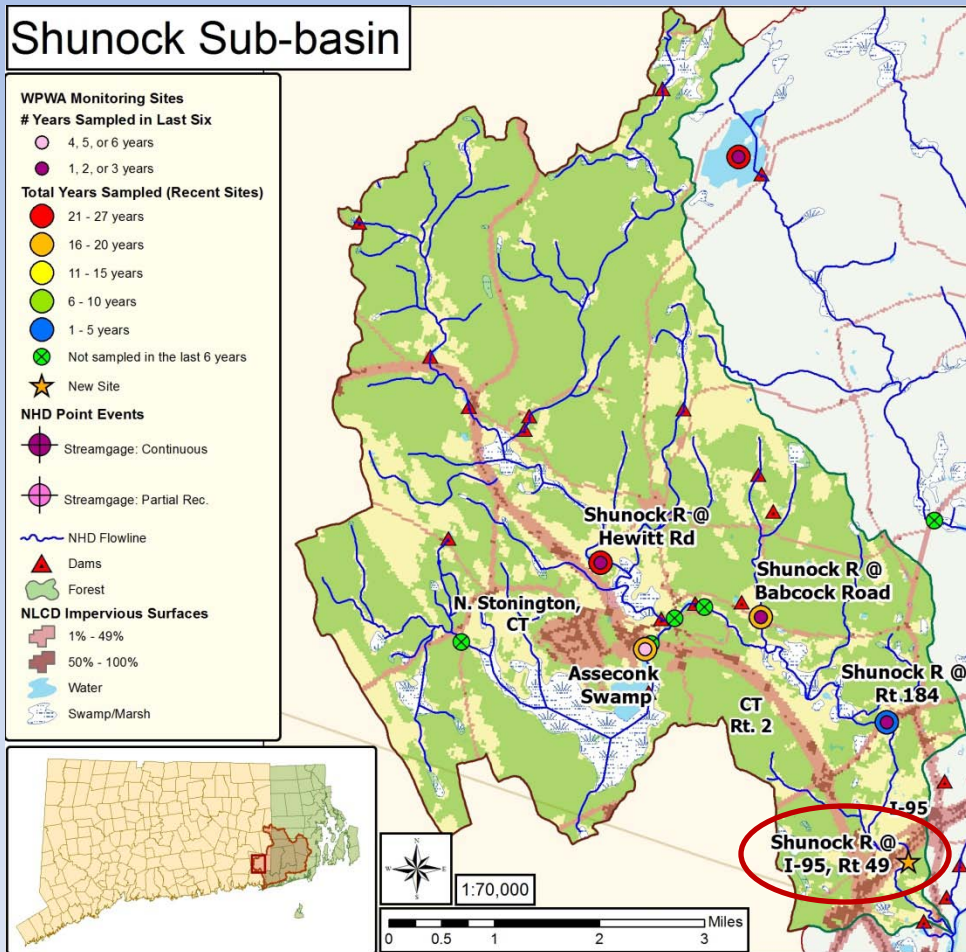 Shunock Sub-basin
WPWA Monitoring Sites
# Years Sampled in Last Six
4, 5, or 6 years
1, 2, or 3 years
Total Years Sampled (Recent Sites)
21 - 27 years
16 - 20 years
11 - 15 years
6 - 10 years
1 - 5 years
Not sampled in the last 6 years
New Site
NHD Point Events
Streamgage: Continuous
Streamgage: Partial Rec.
NHD Flowline
Dams
Forest
NLCD Impervious Surfaces
1% - 49%
50% - 100%
Water
Swamp/Marsh
Shunock R @
Hewitt Rd
Shunock R @
Babcock Road
N. Stonington,
CT
Asseconk
Swamp
Shunock R @
Rt 184
CT
Rt. 2
I-95
Shunock R @
I-95, Rt 49
N
W E
S
1:70,000
Miles
0 0.5 1 2 3